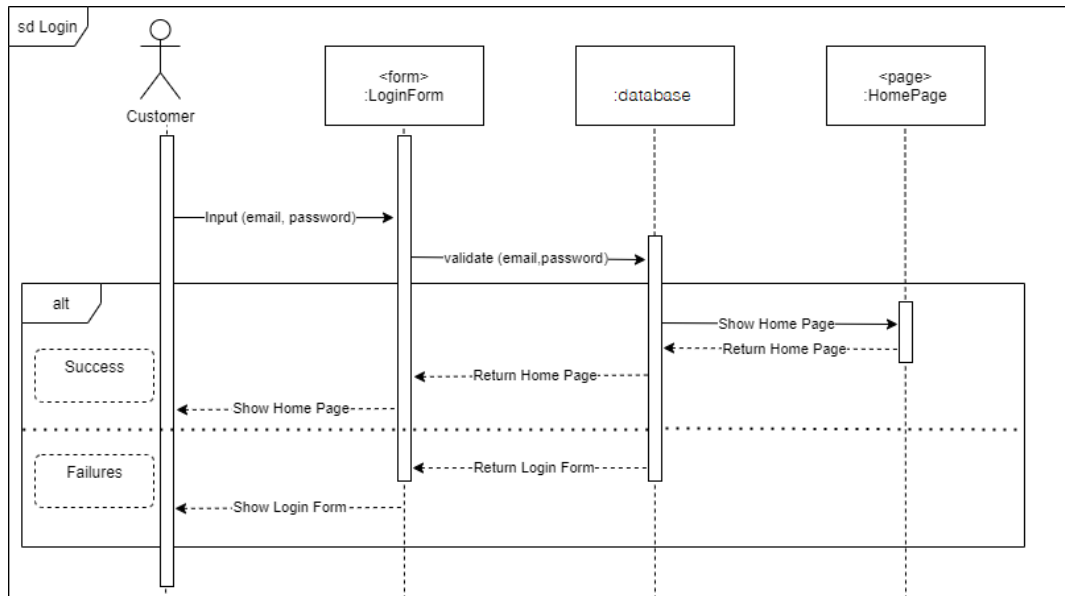 sd Login
Customer
<form>
:LoginForm
:database
<page>
:HomePage
Input (email, password)
validate (email,password)
alt
Show Home Page
Return Home Page
Success
Return Home Page
Show Home Page
Failures
Return Login Form
Show Login Form